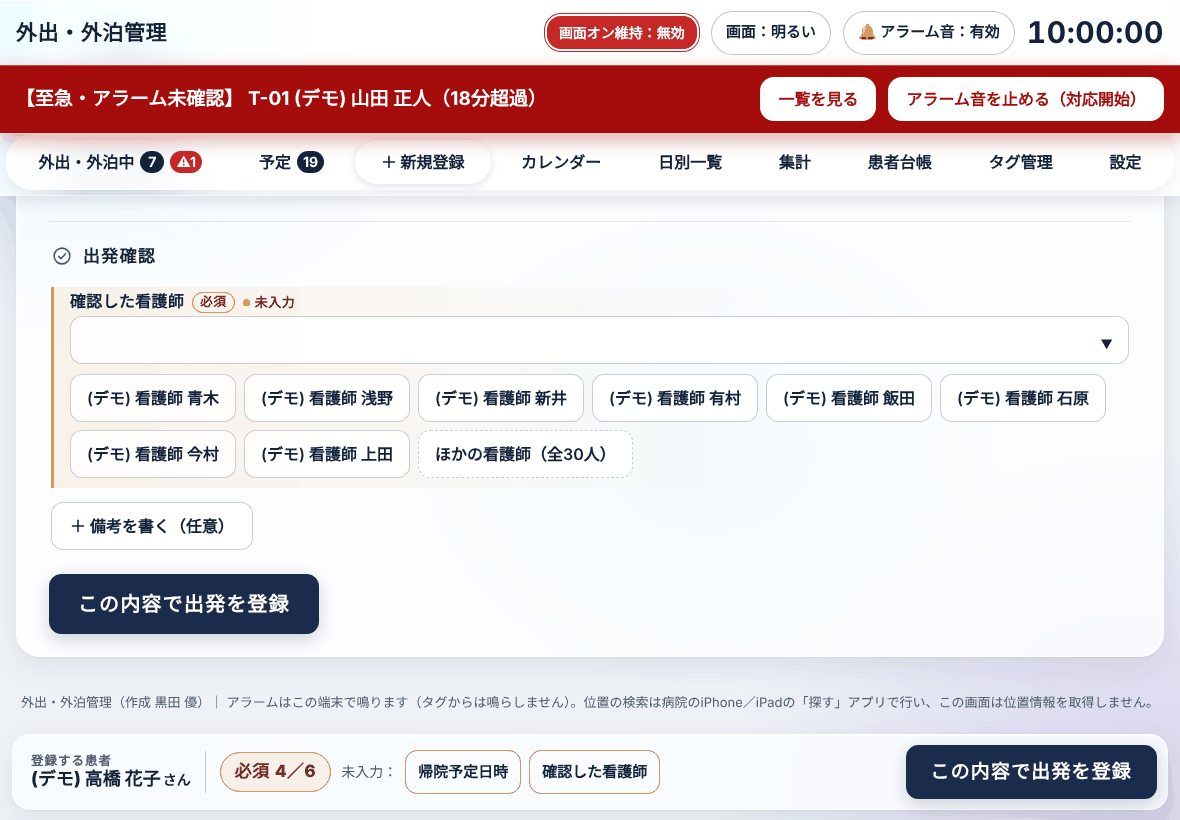 外出・外泊管理
画面オン維持：無効
画面：明るい
🔔 アラーム音：有効
10:00:00
【至急・アラーム未確認】 T-01 (デモ) 山田 正人（18分超過）
一覧を見る
アラーム音を止める（対応開始）
外出・外泊中 7 ⚠1
予定 19
＋ 新規登録
カレンダー
日別一覧
集計
患者台帳
タグ管理
設定
出発確認
確認した看護師 必須 ● 未入力
▼
(デモ) 看護師 青木
(デモ) 看護師 浅野
(デモ) 看護師 新井
(デモ) 看護師 有村
(デモ) 看護師 飯田
(デモ) 看護師 石原
(デモ) 看護師 今村
(デモ) 看護師 上田
ほかの看護師（全30人）
＋ 備考を書く（任意）
この内容で出発を登録
外出・外泊管理（作成 黒田 優）｜ アラームはこの端末で鳴ります（タグからは鳴らしません）。位置の検索は病院のiPhone／iPadの「探す」アプリで行い、この画面は位置情報を取得しません。
登録する患者
(デモ) 高橋 花子 さん
必須 4／6
未入力：
帰院予定日時
確認した看護師
この内容で出発を登録